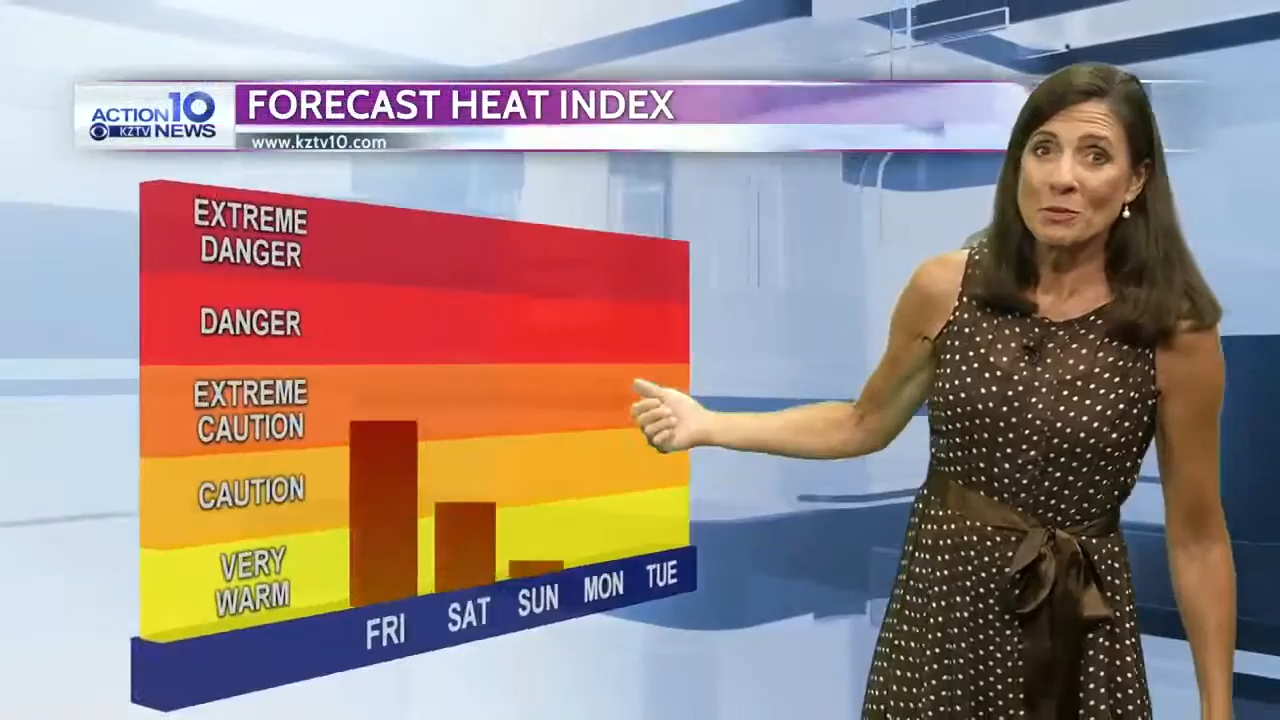 ACTION 10
KZTV NEWS
FORECAST HEAT INDEX
www.kztv10.com
EXTREME
DANGER
DANGER
EXTREME
CAUTION
CAUTION
VERY
WARM
FRI SAT SUN MON TUE